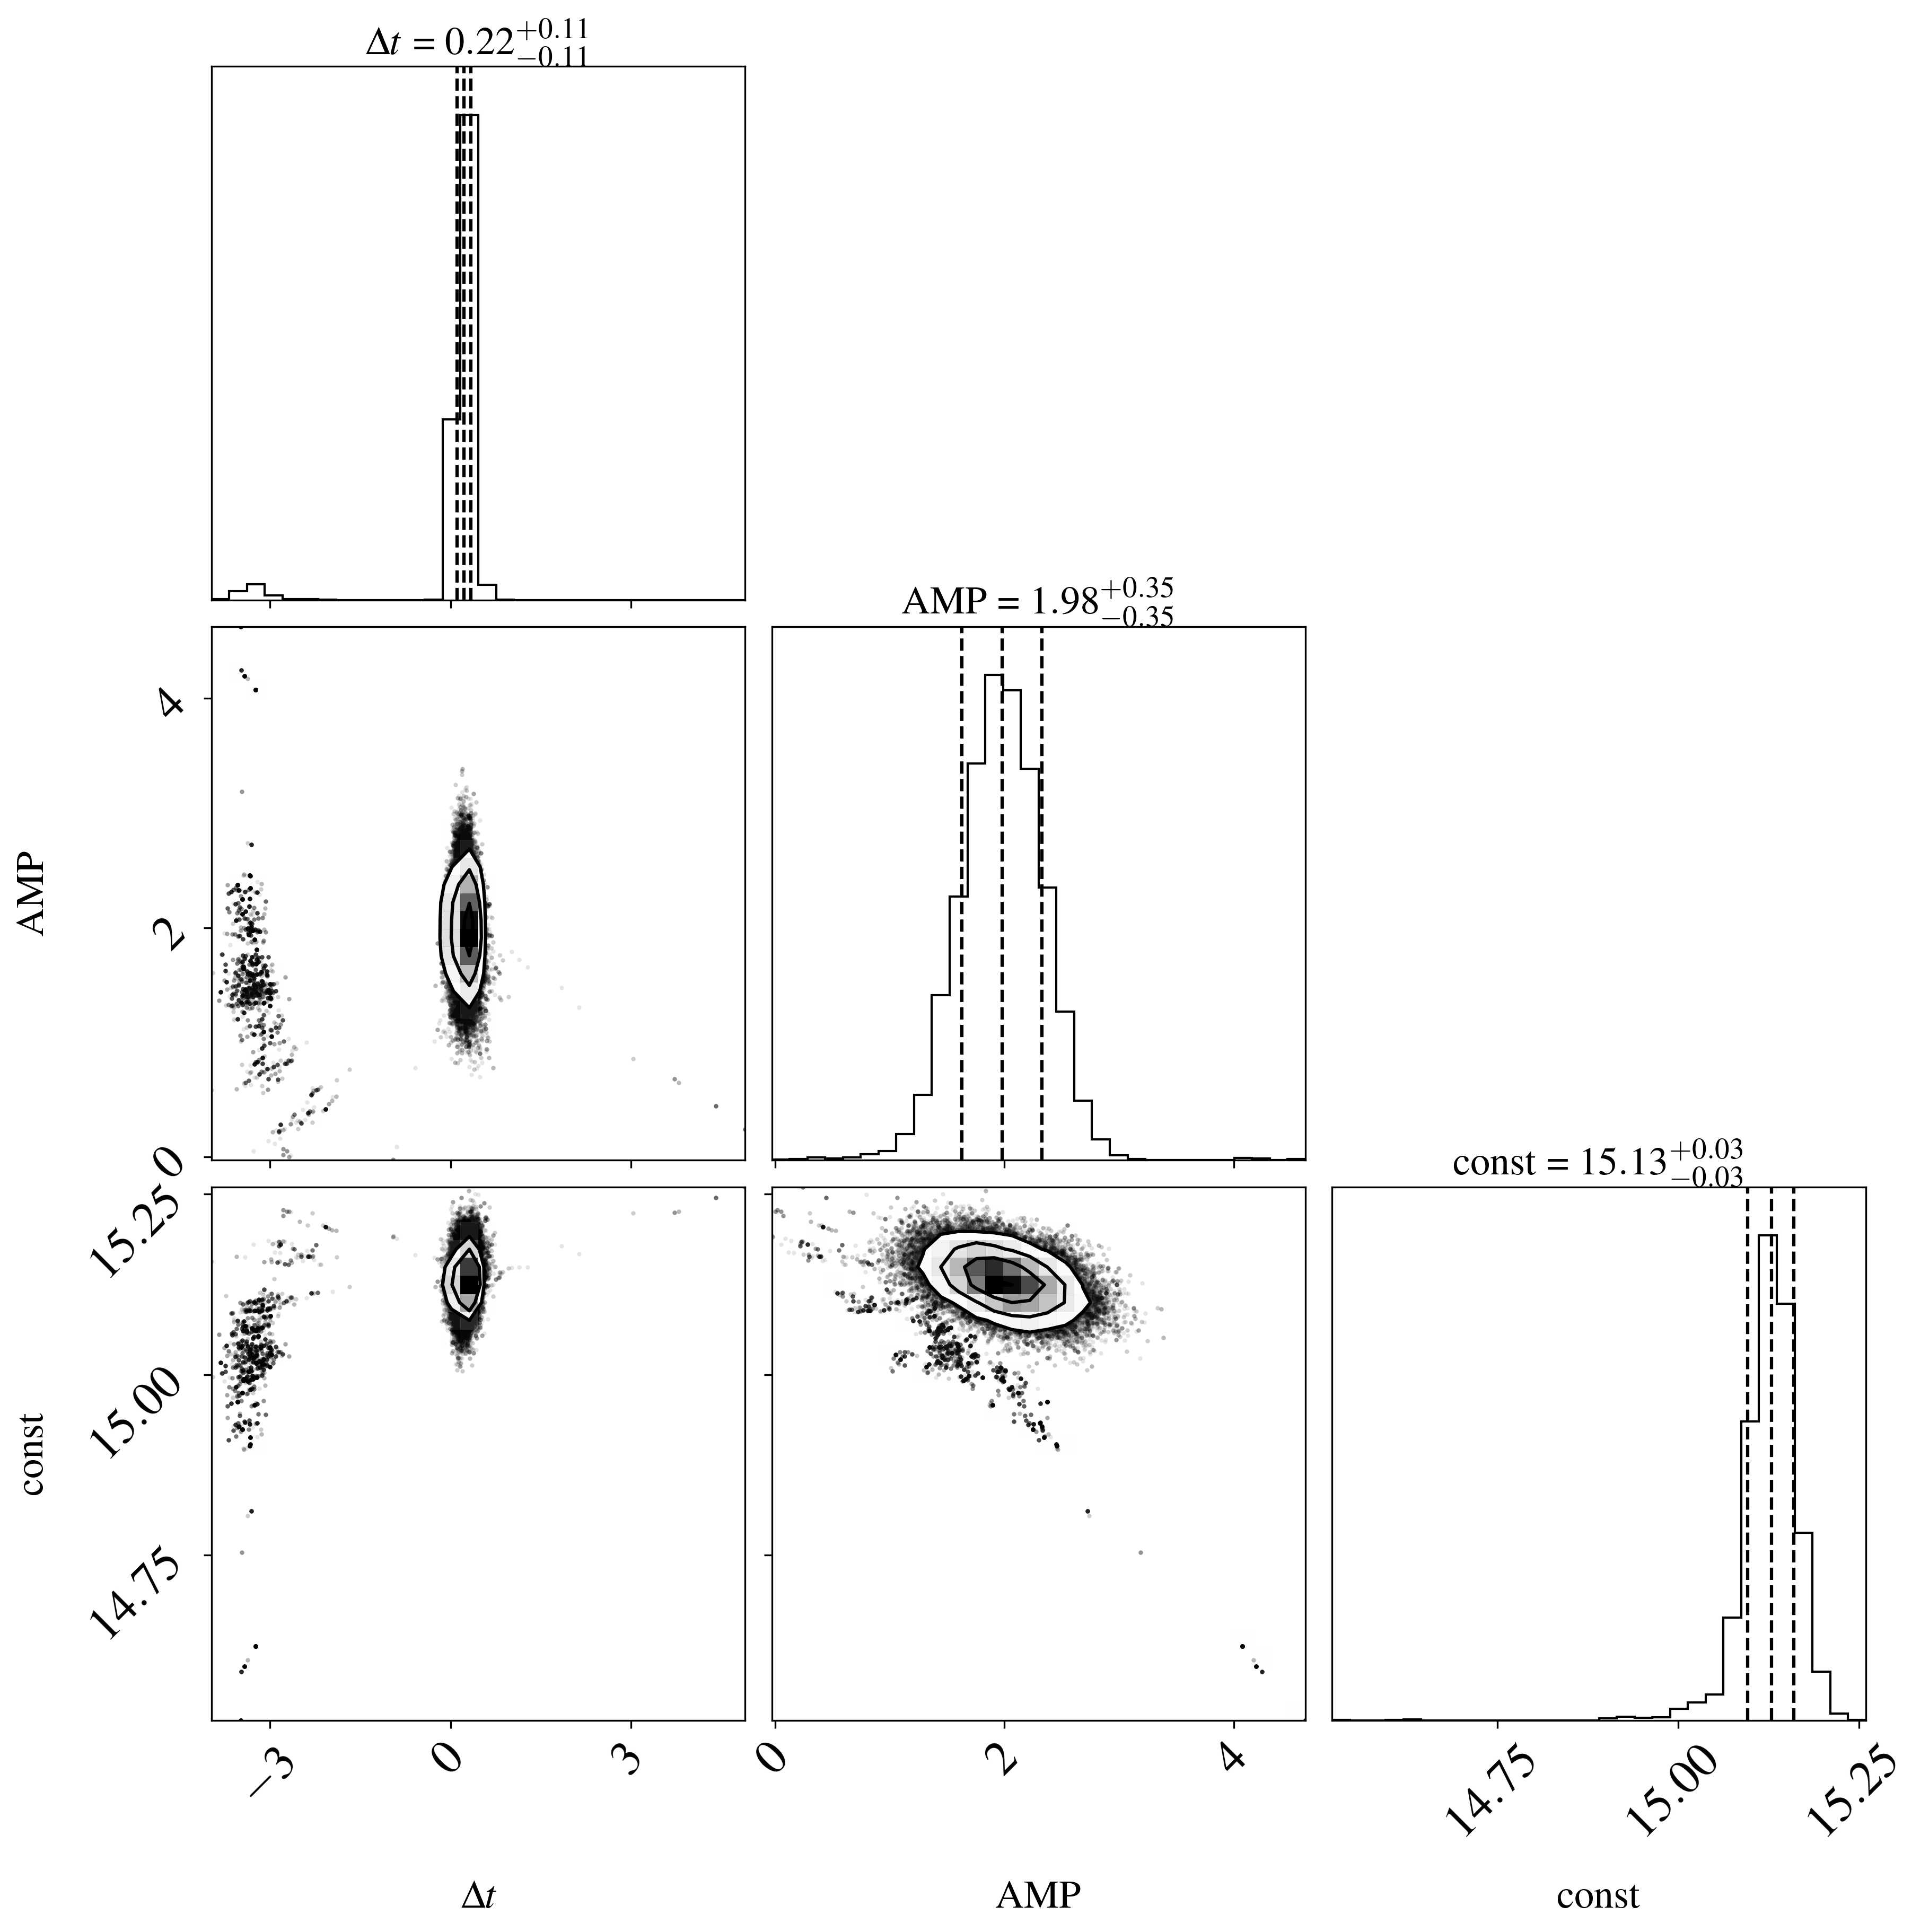 Δt = 0.22+0.11−0.11
AMP = 1.98+0.35−0.35
4
2
0
AMP
const = 15.13+0.03−0.03
15.25
15.00
14.75
const
−3
0
3
0
2
4
14.75
15.00
15.25
Δt
AMP
const